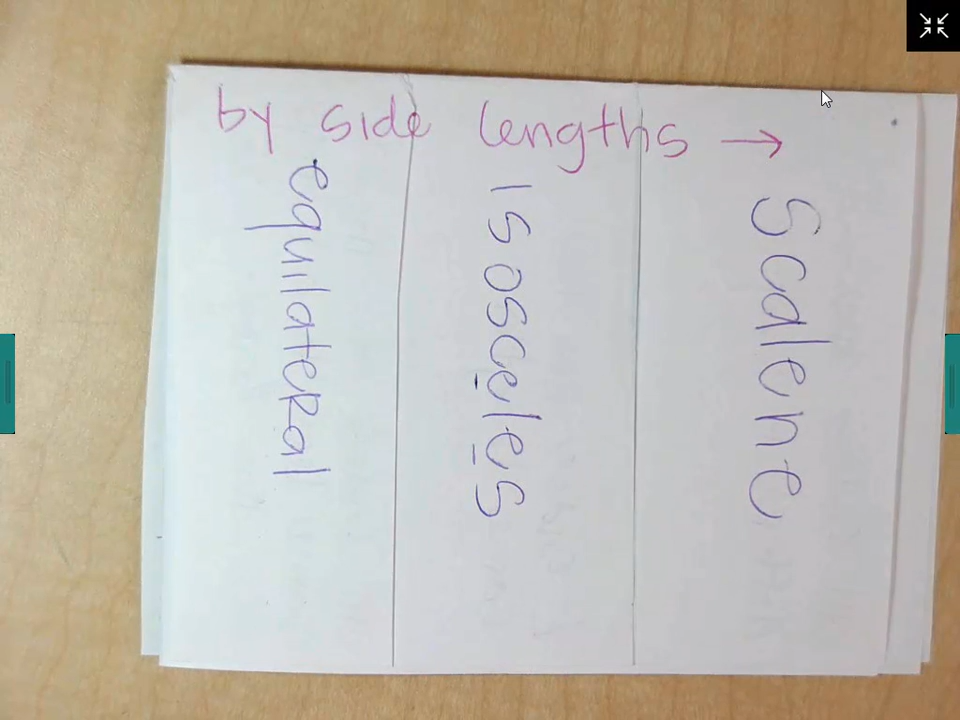 by side lengths →
equilateral
isosceles
Scalene